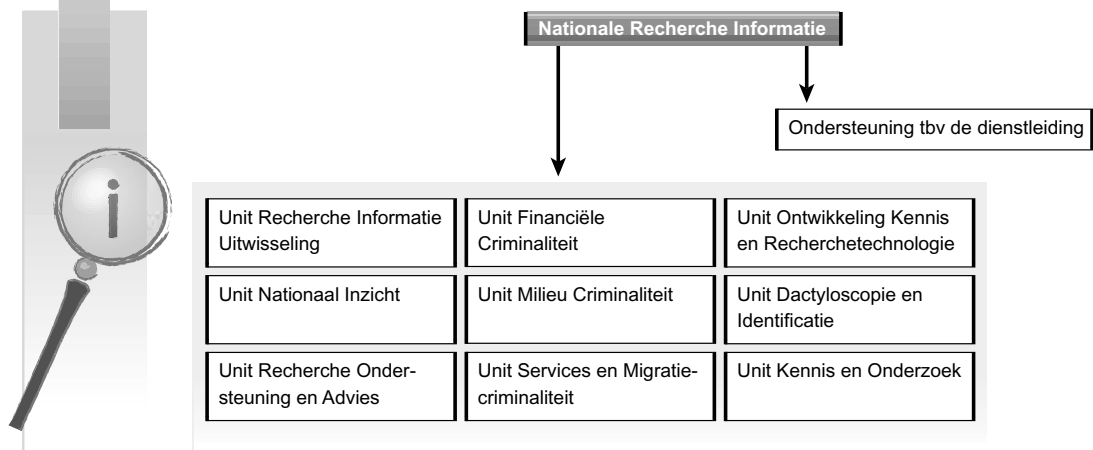 Nationale Recherche Informatie
Ondersteuning tbv de dienstleiding
Unit Recherche Informatie
Uitwisseling
Unit Financiële
Criminaliteit
Unit Ontwikkeling Kennis
en Recherchetechnologie
Unit Nationaal Inzicht
Unit Milieu Criminaliteit
Unit Dactyloscopie en
Identificatie
Unit Recherche Onder-
steuning en Advies
Unit Services en Migratie-
criminaliteit
Unit Kennis en Onderzoek
i